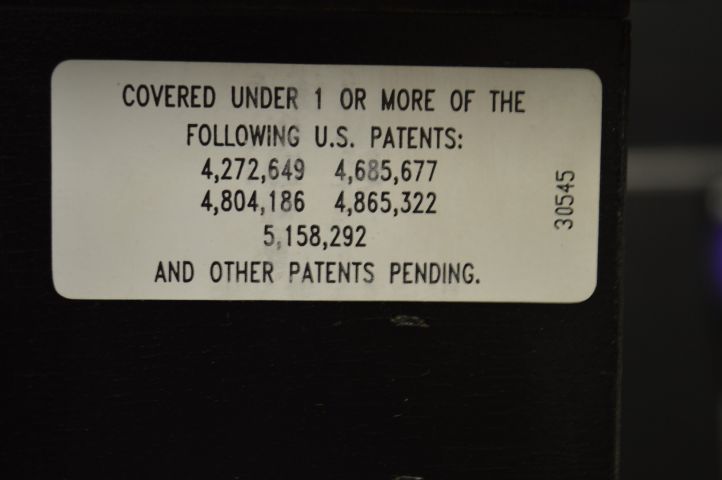 COVERED UNDER 1 OR MORE OF THE
FOLLOWING U.S. PATENTS:
4,272,649 4,685,677
4,804,186 4,865,322
5,158,292
AND OTHER PATENTS PENDING.
30545